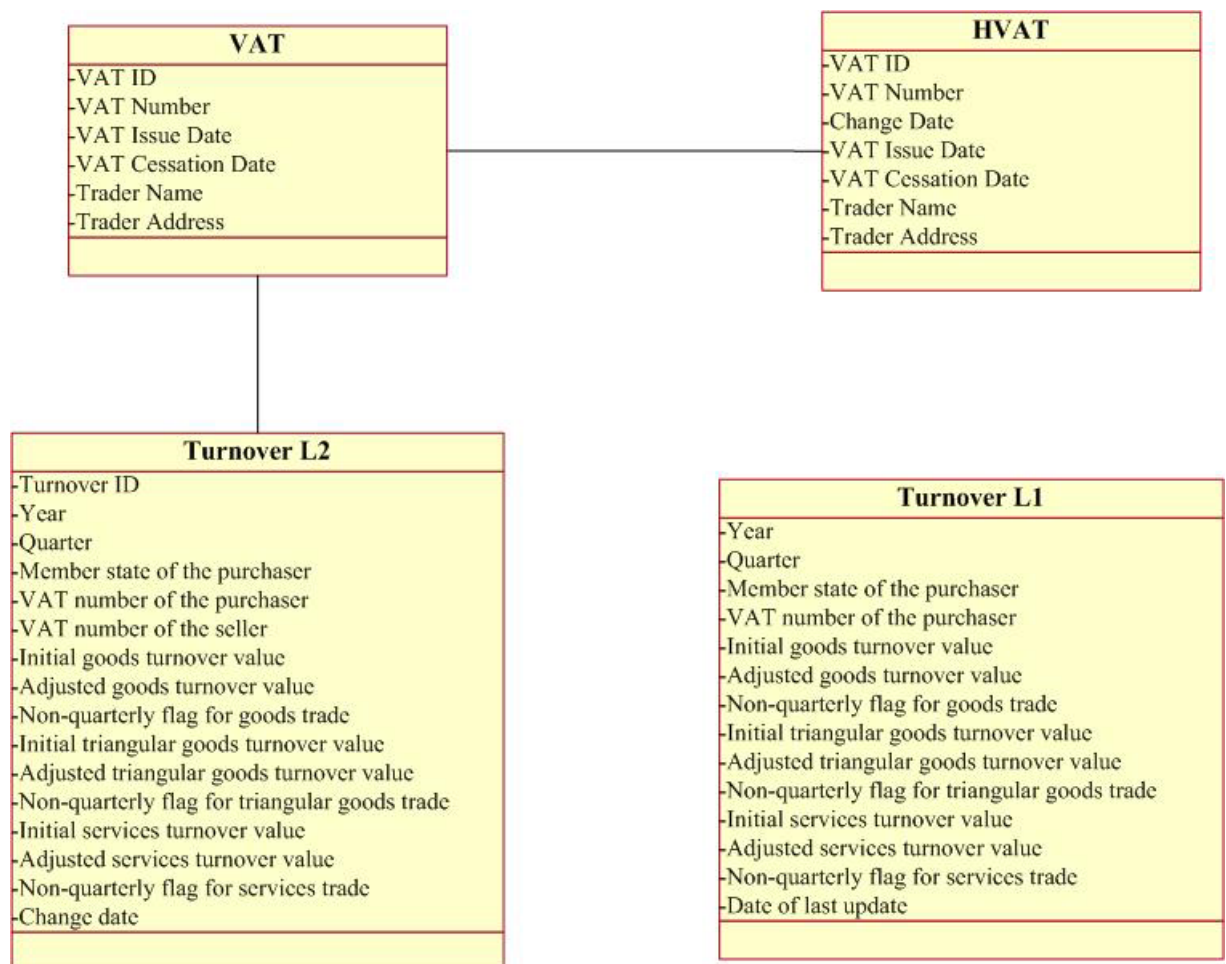 VAT
-VAT ID
-VAT Number
-VAT Issue Date
-VAT Cessation Date
-Trader Name
-Trader Address
HVAT
-VAT ID
-VAT Number
-Change Date
-VAT Issue Date
-VAT Cessation Date
-Trader Name
-Trader Address
Turnover L2
-Turnover ID
-Year
-Quarter
-Member state of the purchaser
-VAT number of the purchaser
-VAT number of the seller
-Initial goods turnover value
-Adjusted goods turnover value
-Non-quarterly flag for goods trade
-Initial triangular goods turnover value
-Adjusted triangular goods turnover value
-Non-quarterly flag for triangular goods trade
-Initial services turnover value
-Adjusted services turnover value
-Non-quarterly flag for services trade
-Change date
Turnover L1
-Year
-Quarter
-Member state of the purchaser
-VAT number of the purchaser
-Initial goods turnover value
-Adjusted goods turnover value
-Non-quarterly flag for goods trade
-Initial triangular goods turnover value
-Adjusted triangular goods turnover value
-Non-quarterly flag for triangular goods trade
-Initial services turnover value
-Adjusted services turnover value
-Non-quarterly flag for services trade
-Date of last update